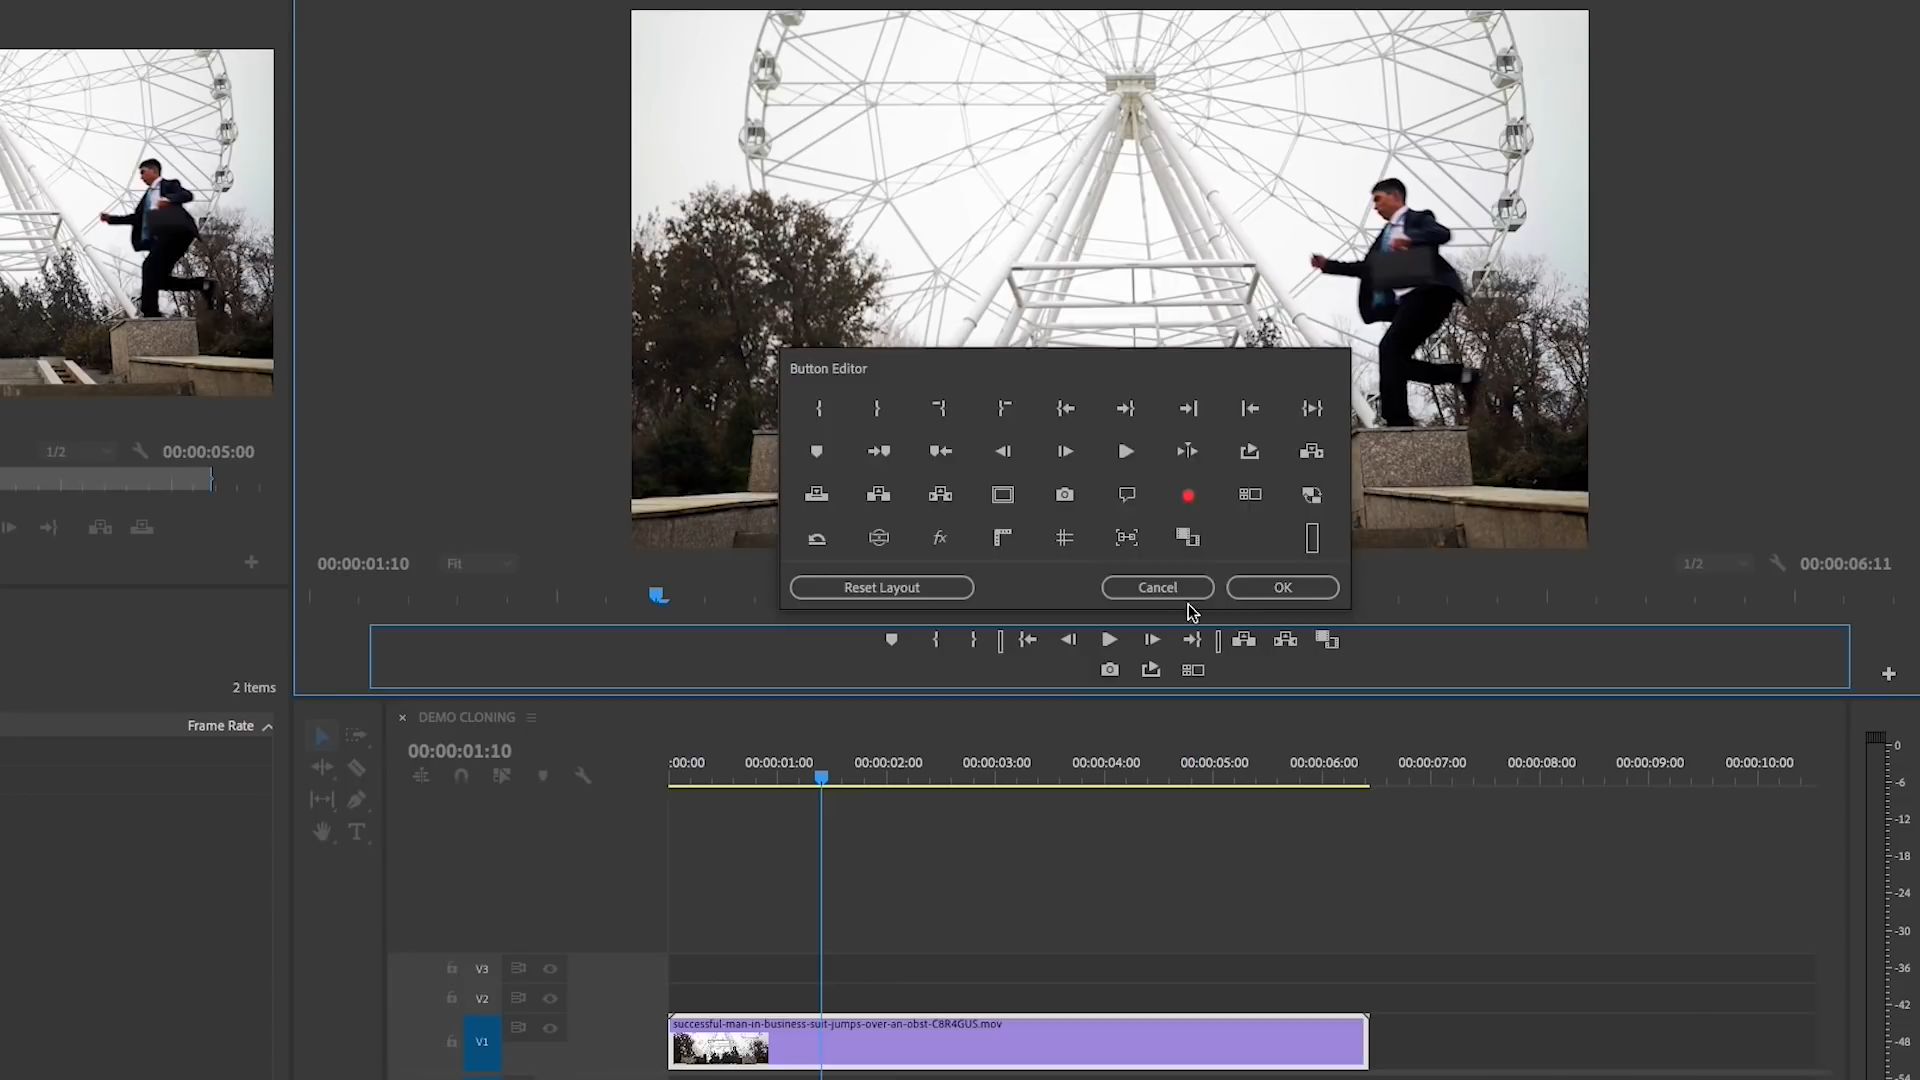 Button Editor
1/2
00:00:05:00
00:00:01:10
Fit
fx
1/2
00:00:06:11
Reset Layout
Cancel
OK
2 Items
Frame Rate
× DEMO CLONING
00:00:01:10
:00:00
00:00:01:00
00:00:02:00
00:00:03:00
00:00:04:00
00:00:05:00
00:00:06:00
00:00:07:00
00:00:08:00
00:00:09:00
00:00:10:00
0
-6
-12
-18
-24
-30
-36
-42
-48
-54
T
V3
V2
V1
successful-man-in-business-suit-jumps-over-an-obst-C8R4GUS.mov